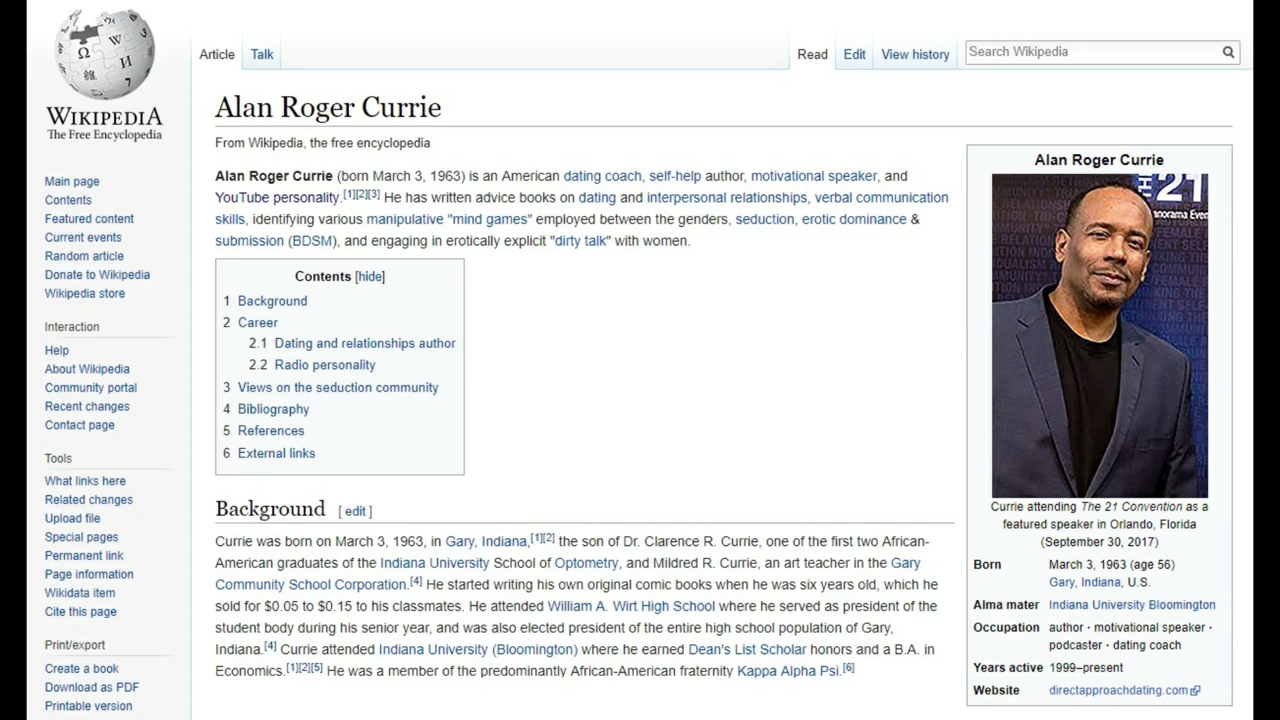 WIKIPEDIA
The Free Encyclopedia
Main page
Contents
Featured content
Current events
Random article
Donate to Wikipedia
Wikipedia store
Interaction
Help
About Wikipedia
Community portal
Recent changes
Contact page
Tools
What links here
Related changes
Upload file
Special pages
Permanent link
Page information
Wikidata item
Cite this page
Print/export
Create a book
Download as PDF
Printable version
Article Talk
Read Edit View history Search Wikipedia
Alan Roger Currie
From Wikipedia, the free encyclopedia
Alan Roger Currie (born March 3, 1963) is an American dating coach, self-help author, motivational speaker, and
YouTube personality.[1][2][3] He has written advice books on dating and interpersonal relationships, verbal communication
skills, identifying various manipulative "mind games" employed between the genders, seduction, erotic dominance &
submission (BDSM), and engaging in erotically explicit "dirty talk" with women.
Contents [hide]
1 Background
2 Career
2.1 Dating and relationships author
2.2 Radio personality
3 Views on the seduction community
4 Bibliography
5 References
6 External links
Background [ edit ]
Currie was born on March 3, 1963, in Gary, Indiana,[1][2] the son of Dr. Clarence R. Currie, one of the first two African-
American graduates of the Indiana University School of Optometry, and Mildred R. Currie, an art teacher in the Gary
Community School Corporation.[4] He started writing his own original comic books when he was six years old, which he
sold for $0.05 to $0.15 to his classmates. He attended William A. Wirt High School where he served as president of the
student body during his senior year, and was also elected president of the entire high school population of Gary,
Indiana.[4] Currie attended Indiana University (Bloomington) where he earned Dean's List Scholar honors and a B.A. in
Economics.[1][2][5] He was a member of the predominantly African-American fraternity Kappa Alpha Psi.[6]
Alan Roger Currie
21
Currie attending The 21 Convention as a
featured speaker in Orlando, Florida
(September 30, 2017)
Born March 3, 1963 (age 56)
Gary, Indiana, U.S.
Alma mater Indiana University Bloomington
Occupation author · motivational speaker ·
podcaster · dating coach
Years active 1999–present
Website directapproachdating.com